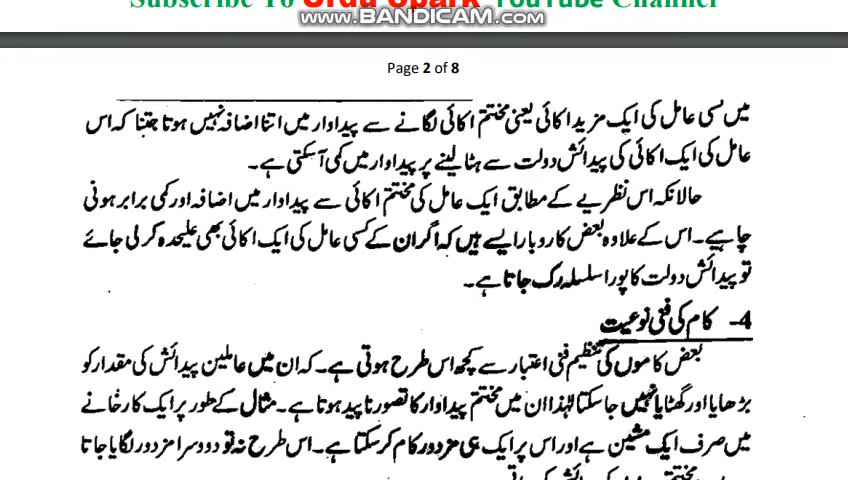 Subscribe To Urdu Spark YouTube Channel
www.BANDICAM.com
Page 2 of 8
میں کسی عامل کی ایک مزید اکائی یعنی مختتم اکائی لگانے سے پیداوار میں اتنا اضافہ نہیں ہوتا جتنا کہ اس
عامل کی ایک اکائی کی پیدائش دولت سے ہٹا لینے پر پیداوار میں کمی آ سکتی ہے۔
حالانکہ اس نظریے کے مطابق ایک عامل کی مختتم اکائی سے پیداوار میں اضافہ اور کمی برابر ہونی
چاہیے۔ اس کے علاوہ بعض کاروبار ایسے ہیں کہ اگر ان کے کسی عامل کی ایک اکائی بھی علیحدہ کر لی جائے
تو پیدائش دولت کا پورا سلسلہ رک جاتا ہے۔
4- کام کی فنی نوعیت
بعض کاموں کی تنظیم فنی اعتبار سے کچھ اس طرح ہوتی ہے۔ کہ ان میں عاملین پیدائش کی مقدار کو
بڑھایا اور گھٹایا نہیں جا سکتا لہٰذا ان میں مختتم پیداوار کا تصور ناپید ہوتا ہے۔ مثال کے طور پر ایک کارخانے
میں صرف ایک مشین ہے اور اس پر ایک ہی مزدور کام کر سکتا ہے۔ اس طرح نہ تو دوسرا مزدور لگایا جاتا